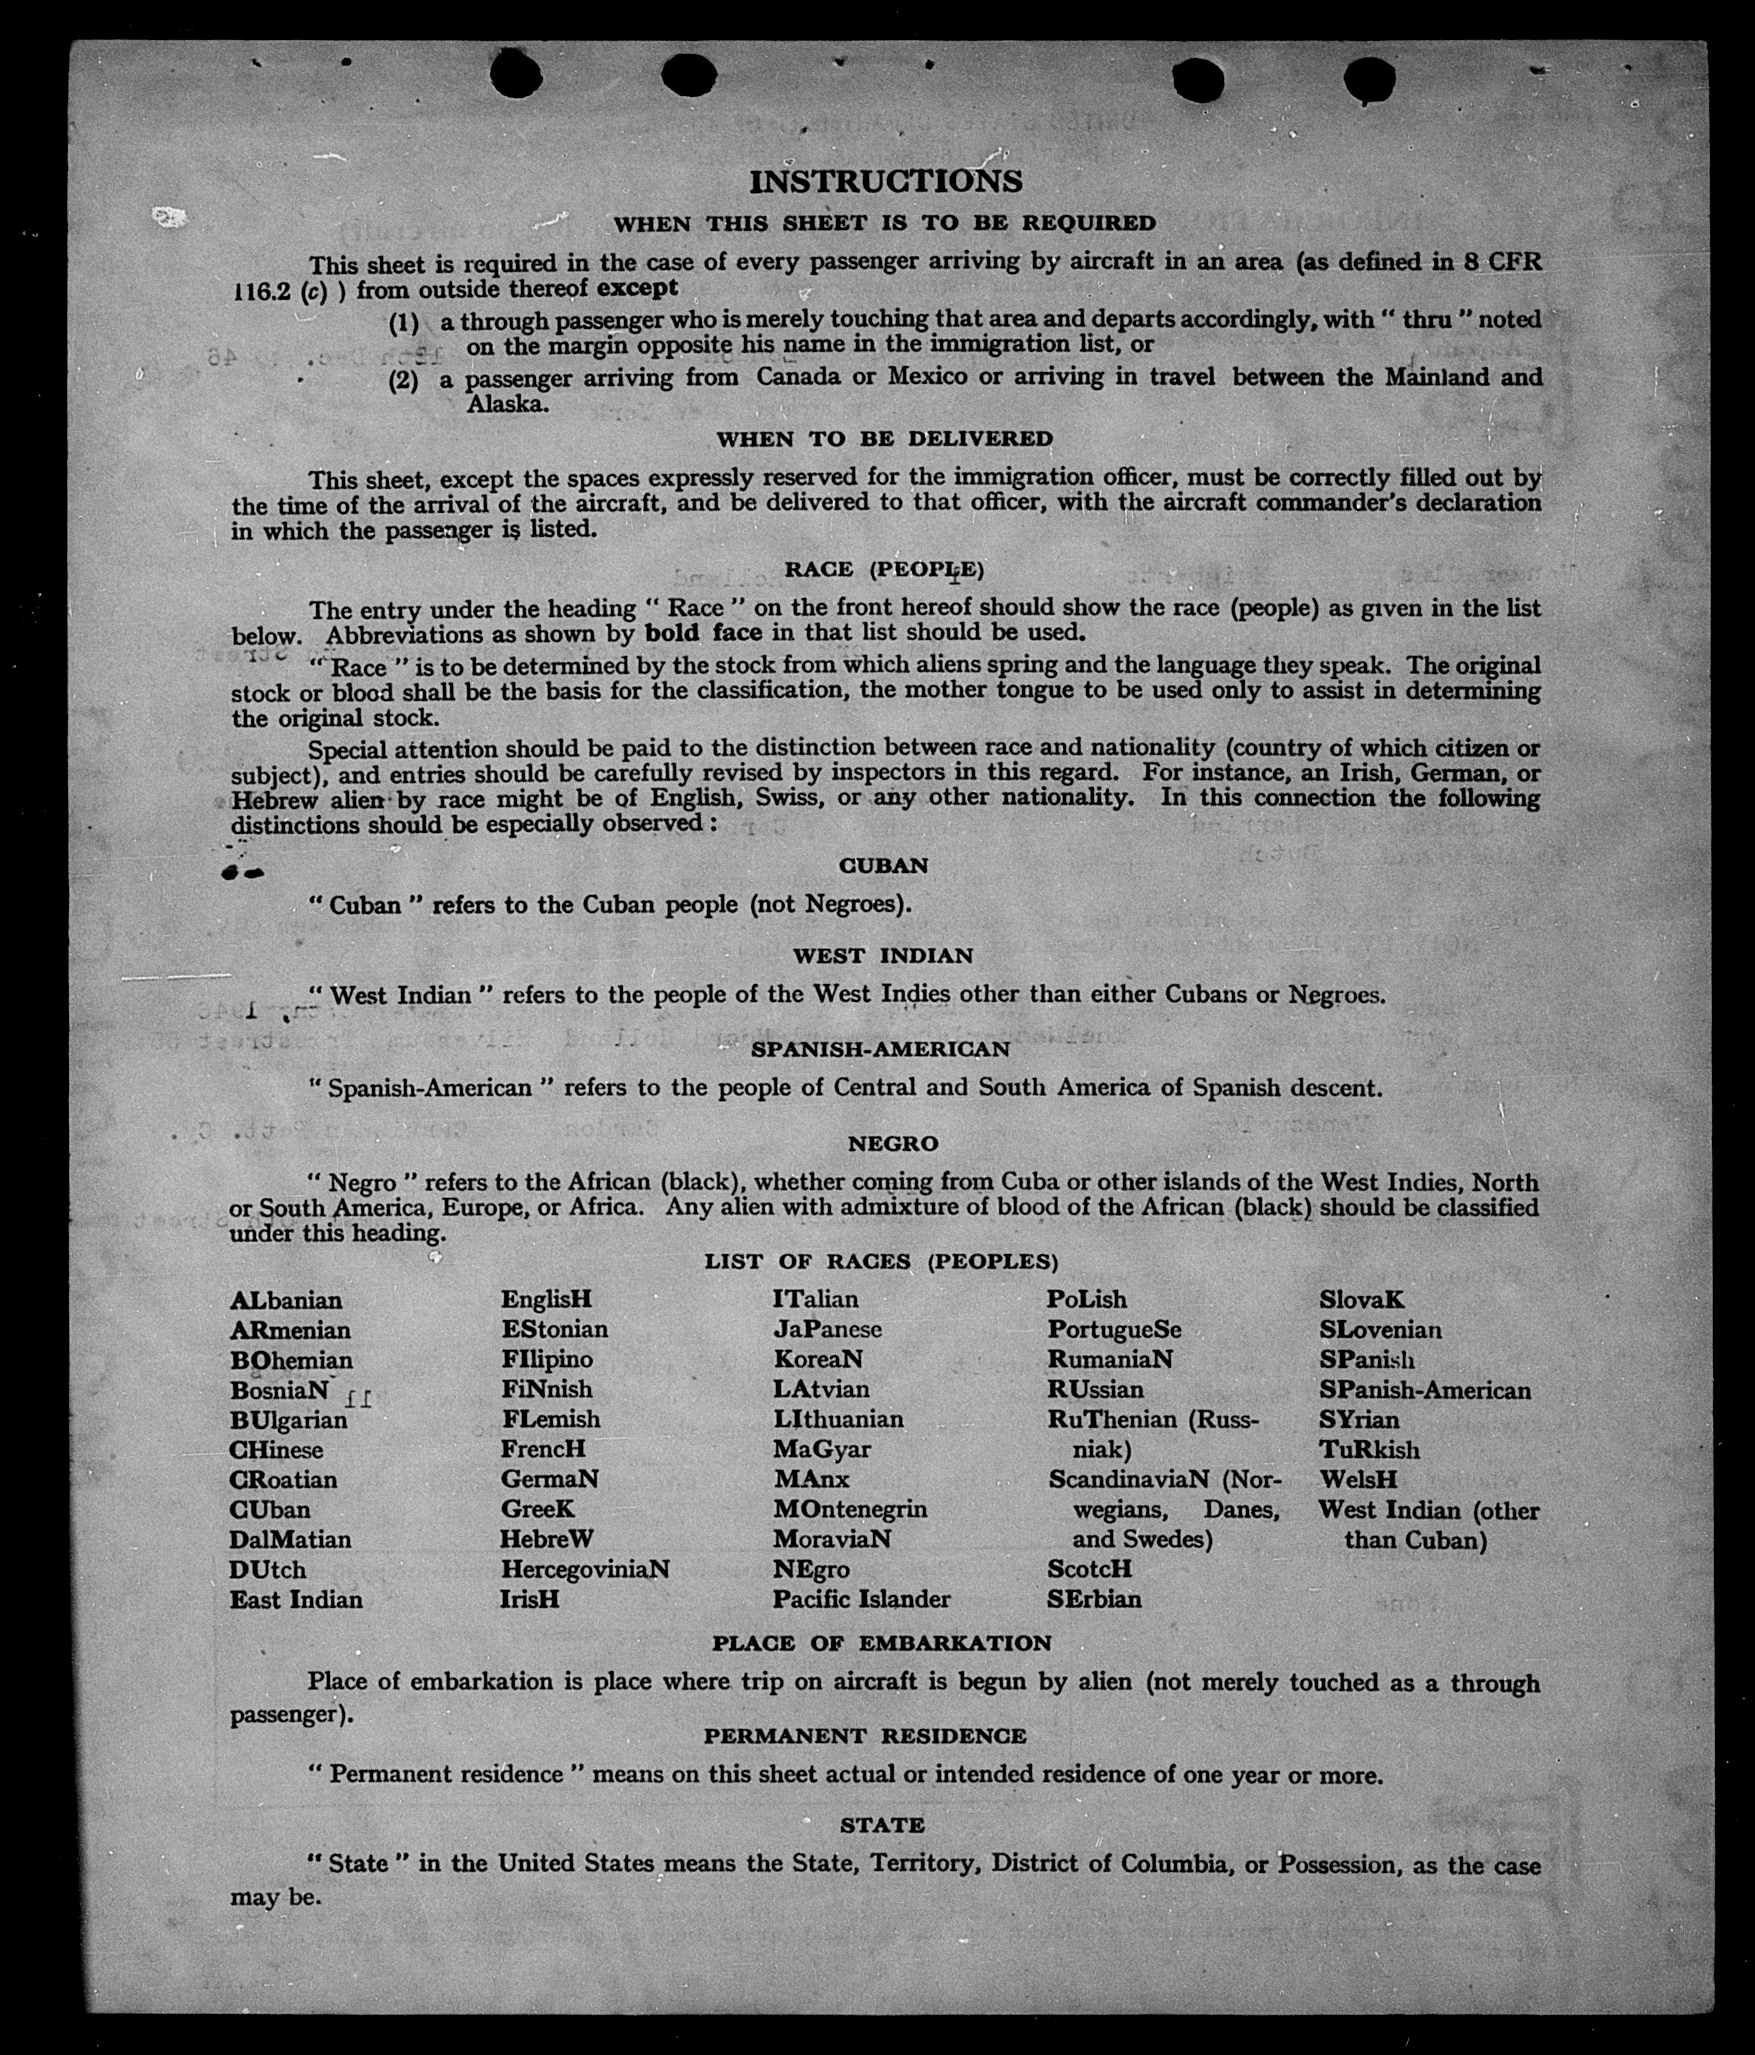 INSTRUCTIONS
WHEN THIS SHEET IS TO BE REQUIRED
This sheet is required in the case of every passenger arriving by aircraft in an area (as defined in 8 CFR
116.2 (c) ) from outside thereof except
(1) a through passenger who is merely touching that area and departs accordingly, with “ thru ” noted
on the margin opposite his name in the immigration list, or
(2) a passenger arriving from Canada or Mexico or arriving in travel between the Mainland and
Alaska.
WHEN TO BE DELIVERED
This sheet, except the spaces expressly reserved for the immigration officer, must be correctly filled out by
the time of the arrival of the aircraft, and be delivered to that officer, with the aircraft commander's declaration
in which the passenger is listed.
RACE (PEOPLE)
The entry under the heading “ Race ” on the front hereof should show the race (people) as given in the list
below. Abbreviations as shown by bold face in that list should be used.
“ Race ” is to be determined by the stock from which aliens spring and the language they speak. The original
stock or blood shall be the basis for the classification, the mother tongue to be used only to assist in determining
the original stock.
Special attention should be paid to the distinction between race and nationality (country of which citizen or
subject), and entries should be carefully revised by inspectors in this regard. For instance, an Irish, German, or
Hebrew alien by race might be of English, Swiss, or any other nationality. In this connection the following
distinctions should be especially observed :
CUBAN
“ Cuban ” refers to the Cuban people (not Negroes).
WEST INDIAN
“ West Indian ” refers to the people of the West Indies other than either Cubans or Negroes.
SPANISH-AMERICAN
“ Spanish-American ” refers to the people of Central and South America of Spanish descent.
NEGRO
“ Negro ” refers to the African (black), whether coming from Cuba or other islands of the West Indies, North
or South America, Europe, or Africa. Any alien with admixture of blood of the African (black) should be classified
under this heading.
LIST OF RACES (PEOPLES)
ALbanian
ARmenian
BOhemian
BosniaN
BUlgarian
CHinese
CRoatian
CUban
DalMatian
DUtch
East Indian
EnglisH
EStonian
FIlipino
FiNnish
FLemish
FrencH
GermaN
GreeK
HebreW
HercegoviniaN
IrisH
ITalian
JaPanese
KoreaN
LAtvian
LIthuanian
MaGyar
MAnx
MOntenegrin
MoraviaN
NEgro
Pacific Islander
PoLish
PortugueSe
RumaniaN
RUssian
RuThenian (Russ-
niak)
ScandinaviaN (Nor-
wegians, Danes,
and Swedes)
ScotcH
SErbian
SlovaK
SLovenian
SPanish
SPanish-American
SYrian
TuRkish
WelsH
West Indian (other
than Cuban)
PLACE OF EMBARKATION
Place of embarkation is place where trip on aircraft is begun by alien (not merely touched as a through
passenger).
PERMANENT RESIDENCE
“ Permanent residence ” means on this sheet actual or intended residence of one year or more.
STATE
“ State ” in the United States means the State, Territory, District of Columbia, or Possession, as the case
may be.